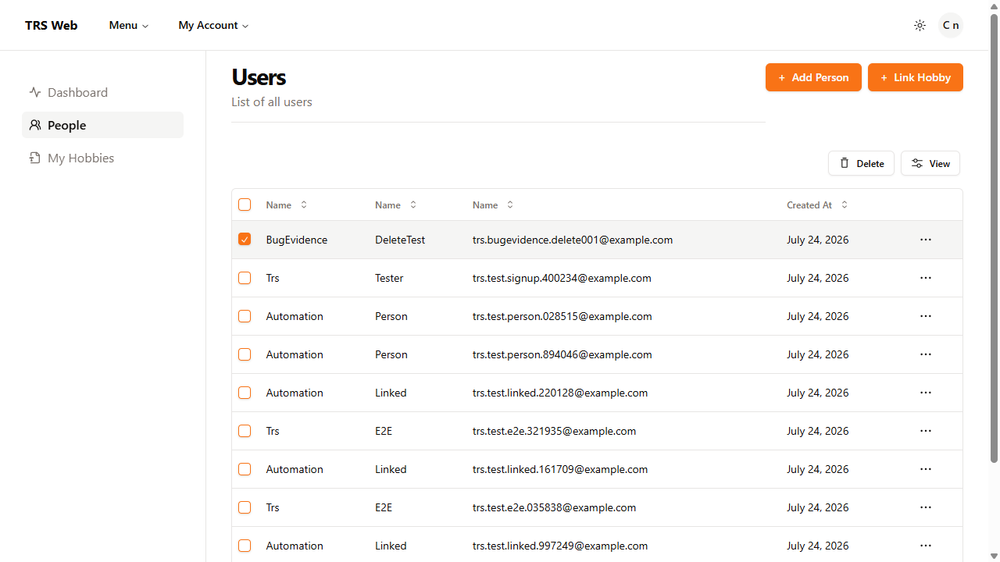 TRS Web Menu My Account C n
Dashboard
People
My Hobbies
Users
List of all users
+ Add Person + Link Hobby
Delete View
Name Name Name Created At
BugEvidence DeleteTest trs.bugevidence.delete001@example.com July 24, 2026 ...
Trs Tester trs.test.signup.400234@example.com July 24, 2026 ...
Automation Person trs.test.person.028515@example.com July 24, 2026 ...
Automation Person trs.test.person.894046@example.com July 24, 2026 ...
Automation Linked trs.test.linked.220128@example.com July 24, 2026 ...
Trs E2E trs.test.e2e.321935@example.com July 24, 2026 ...
Automation Linked trs.test.linked.161709@example.com July 24, 2026 ...
Trs E2E trs.test.e2e.035838@example.com July 24, 2026 ...
Automation Linked trs.test.linked.997249@example.com July 24, 2026 ...